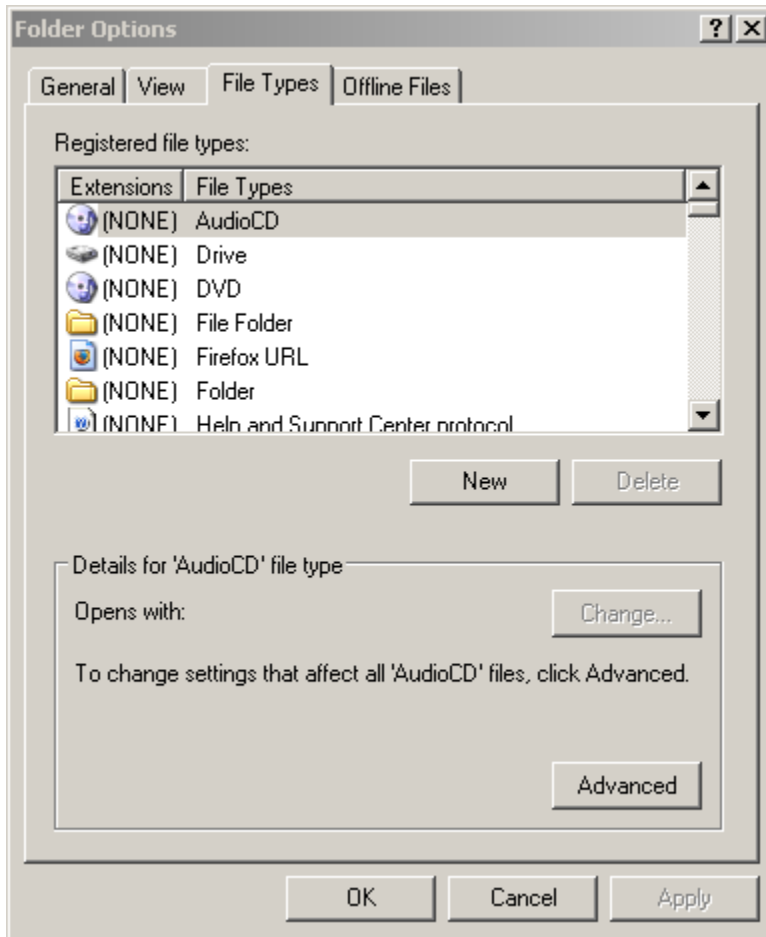 Folder Options
General View File Types Offline Files
Registered file types:
Extensions File Types
(NONE) AudioCD
(NONE) Drive
(NONE) DVD
(NONE) File Folder
(NONE) Firefox URL
(NONE) Folder
(NONE) Help and Support Center protocol
New Delete
Details for 'AudioCD' file type
Opens with: Change...
To change settings that affect all 'AudioCD' files, click Advanced.
Advanced
OK Cancel Apply